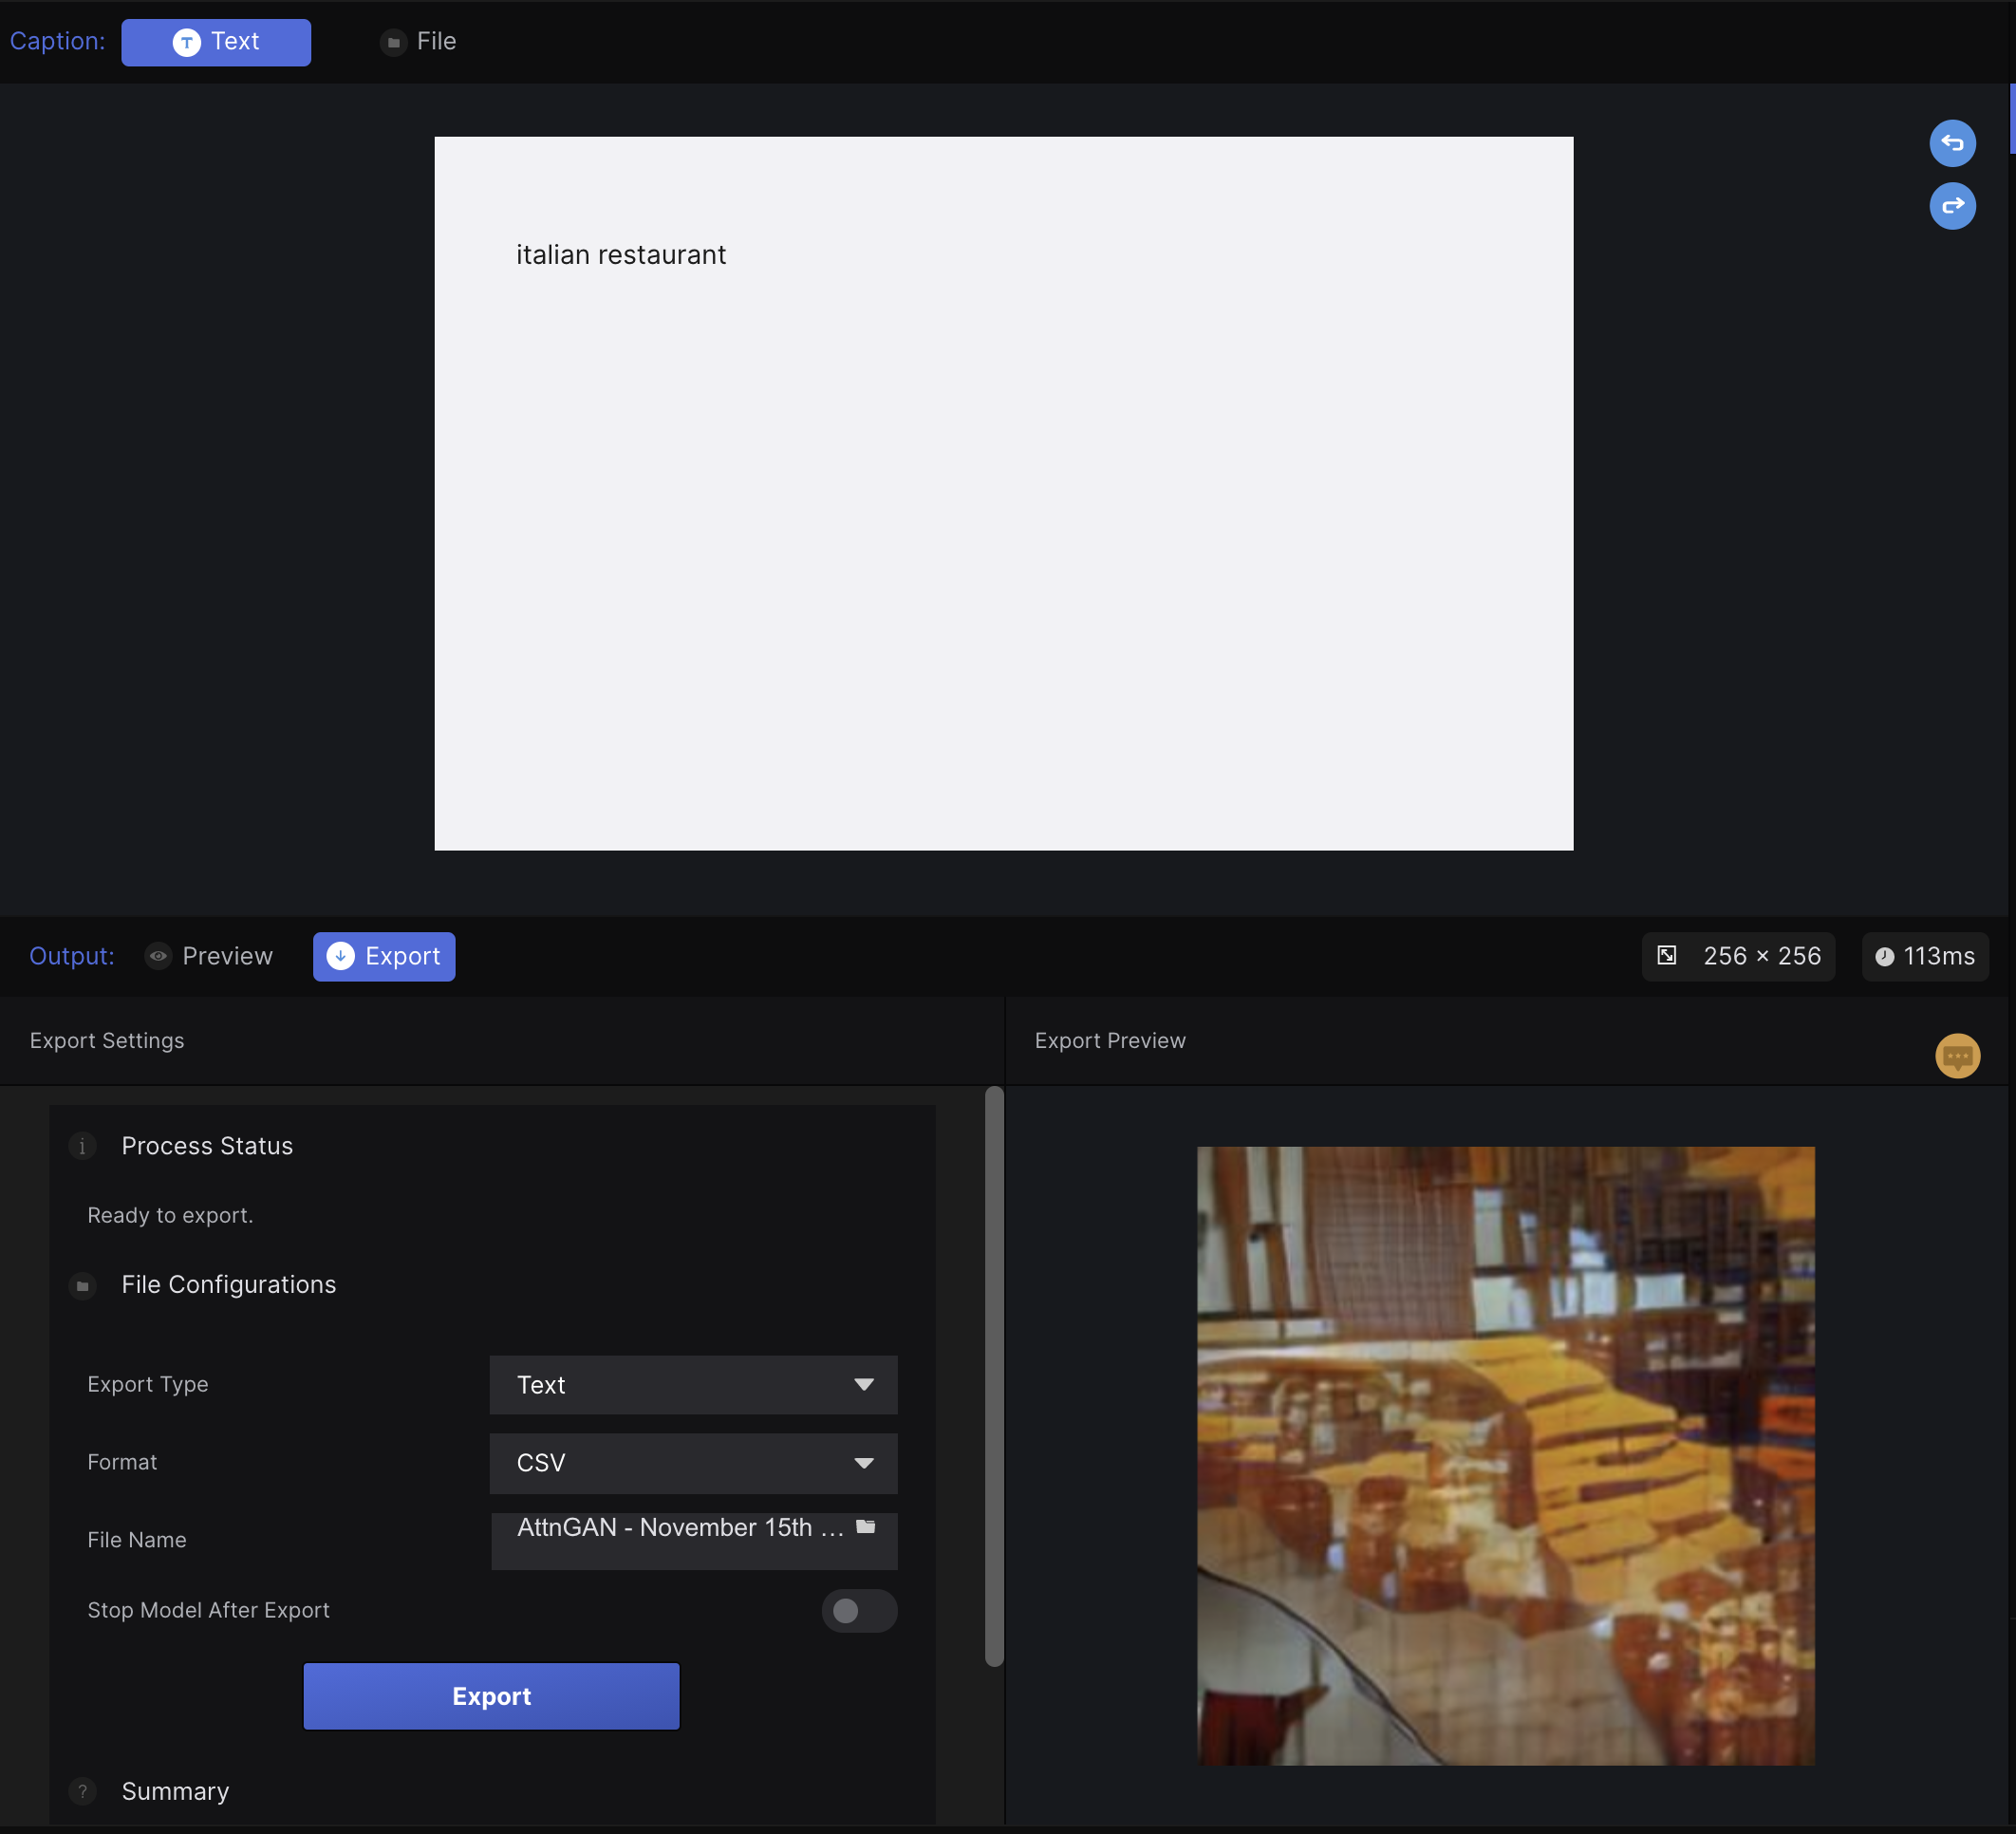 Caption: Text File
italian restaurant
Output: Preview Export 256 × 256 113ms
Export Settings Export Preview
Process Status
Ready to export.
File Configurations
Export Type Text
Format CSV
File Name AttnGAN - November 15th ...
Stop Model After Export
Export
Summary